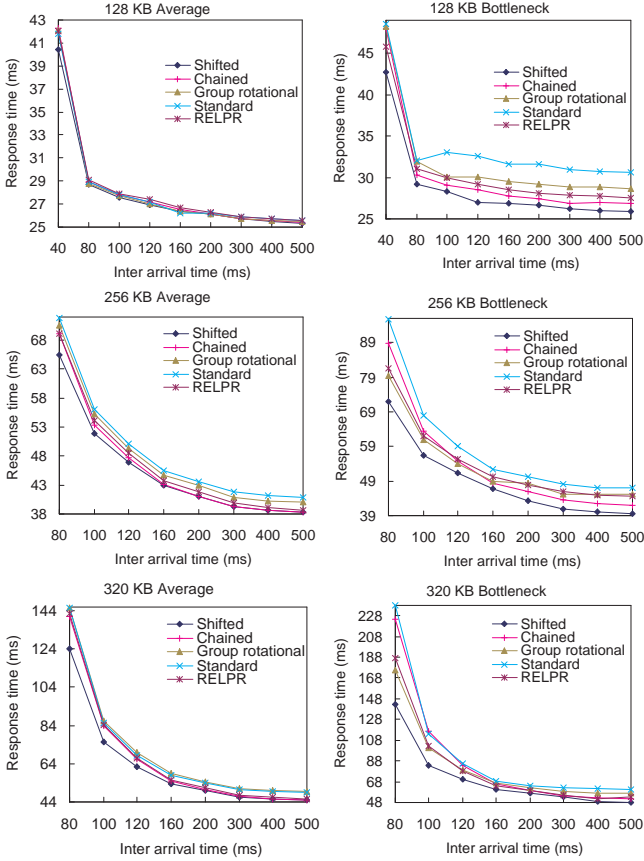 128 KB Average
Response time (ms)
43
41
39
37
35
33
31
29
27
25
Shifted
Chained
Group rotational
Standard
RELPR
40 80 100 120 160 200 300 400 500
Inter arrival time (ms)
128 KB Bottleneck
Response time (ms)
45
40
35
30
25
Shifted
Chained
Group rotational
Standard
RELPR
40 80 100 120 160 200 300 400 500
Inter arrival time (ms)
256 KB Average
Response time (ms)
68
63
58
53
48
43
38
Shifted
Chained
Group rotational
Standard
RELPR
80 100 120 160 200 300 400 500
Inter arrival time (ms)
256 KB Bottleneck
Response time (ms)
89
79
69
59
49
39
Shifted
Chained
Group rotational
Standard
RELPR
80 100 120 160 200 300 400 500
Inter arrival time (ms)
320 KB Average
Response time (ms)
144
124
104
84
64
44
Shifted
Chained
Group rotational
Standard
RELPR
80 100 120 160 200 300 400 500
Inter arrival time (ms)
320 KB Bottleneck
Response time (ms)
228
208
188
168
148
128
108
88
68
48
Shifted
Chained
Group rotational
Standard
RELPR
80 100 120 160 200 300 400 500
Inter arrival time (ms)